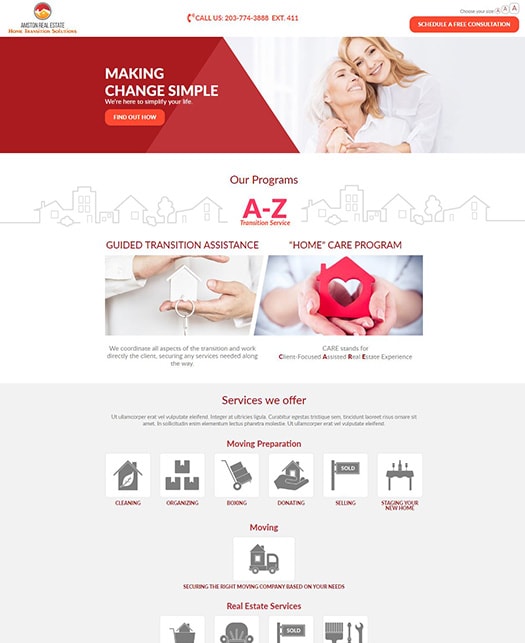 AMSTON REAL ESTATE
HOME TRANSITION SOLUTIONS
CALL US: 203-774-3888 EXT. 411
Choose your size: A A A
SCHEDULE A FREE CONSULTATION
MAKING
CHANGE SIMPLE
We're here to simplify your life.
FIND OUT HOW
Our Programs
A-Z
Transition Service
GUIDED TRANSITION ASSISTANCE
"HOME" CARE PROGRAM
We coordinate all aspects of the transition and work
directly the client, securing any services needed along
the way.
CARE stands for
Client-Focused Assisted Real Estate Experience
Services we offer
Ut ullamcorper erat vel vulputate eleifend. Integer at ultricies ligula. Curabitur egestas tristique sem, tincidunt laoreet risus ornare sit
amet. In sollicitudin enim elementum lectus pharetra molestie. Ut ullamcorper erat vel vulputate eleifend.
Moving Preparation
SOLD
CLEANING
ORGANIZING
BOXING
DONATING
SELLING
STAGING YOUR
NEW HOME
Moving
SECURING THE RIGHT MOVING COMPANY BASED ON YOUR NEEDS
Real Estate Services
SOLD